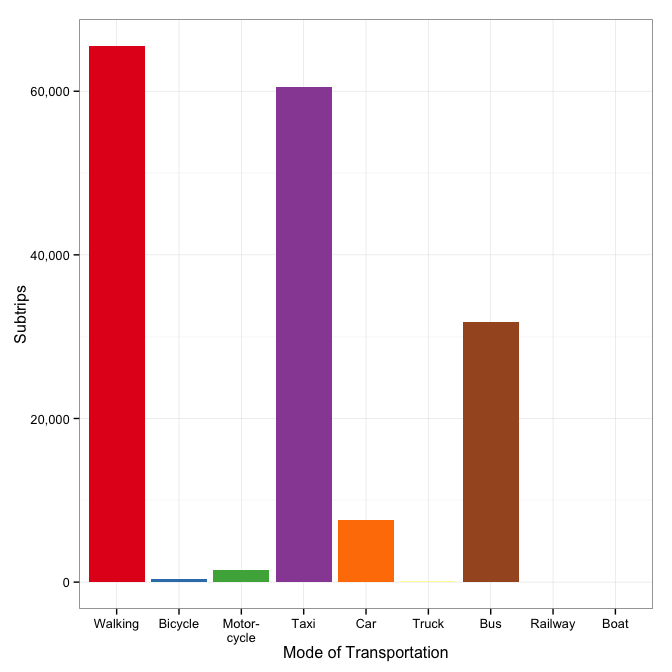 60,000
40,000
20,000
0
Subtrips
Walking Bicycle Motor- Taxi Car Truck Bus Railway Boat
cycle
Mode of Transportation